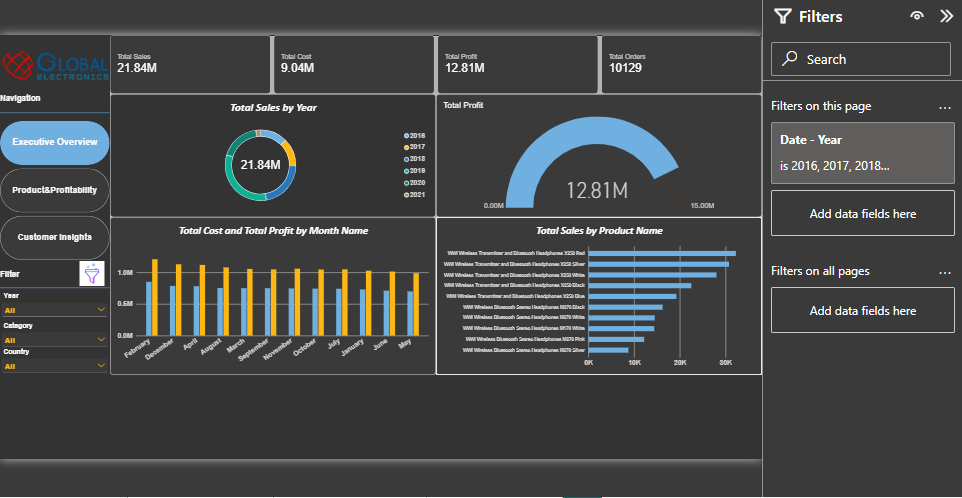 GLOBAL
ELECTRONICS
Navigation
Executive Overview
Product&Profitability
Customer Insights
Filter
Year
All
Category
All
Country
All
Total Sales
21.84M
Total Cost
9.04M
Total Profit
12.81M
Total Orders
10129
Total Sales by Year
21.84M
2016
2017
2018
2019
2020
2021
Total Profit
12.81M
0.00M
15.00M
Total Cost and Total Profit by Month Name
1.0M
0.5M
0.0M
February
December
April
August
March
September
November
October
July
January
June
May
Total Sales by Product Name
WWI Wireless Transmitter and Bluetooth Headphones X250 Red
WWI Wireless Transmitter and Bluetooth Headphones X250 Silver
WWI Wireless Transmitter and Bluetooth Headphones X250 White
WWI Wireless Transmitter and Bluetooth Headphones X250 Black
WWI Wireless Transmitter and Bluetooth Headphones X250 Blue
WWI Wireless Bluetooth Stereo Headphones M270 Black
WWI Wireless Bluetooth Stereo Headphones M270 White
WWI Wireless Bluetooth Stereo Headphones M170 White
WWI Wireless Bluetooth Stereo Headphones M170 Pink
WWI Wireless Bluetooth Stereo Headphones M270 Silver
0K
10K
20K
30K
Filters
Search
Filters on this page
...
Date - Year
is 2016, 2017, 2018...
Add data fields here
Filters on all pages
...
Add data fields here